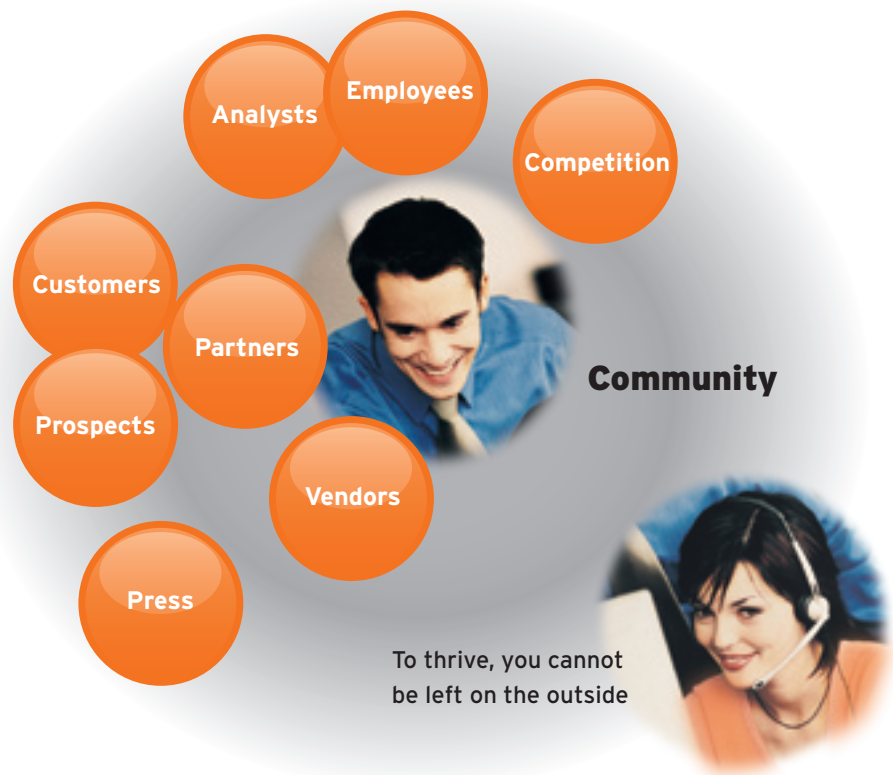 Employees
Analysts
Competition
Customers
Partners
Community
Prospects
Vendors
Press
To thrive, you cannot
be left on the outside